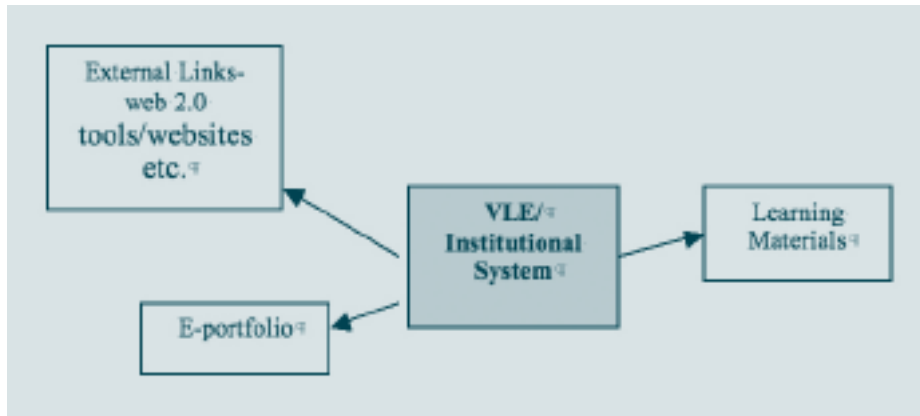 External Links-
web 2.0
tools/websites
etc.¶
VLE/¶
Institutional
System¶
Learning
Materials¶
E-portfolio¶